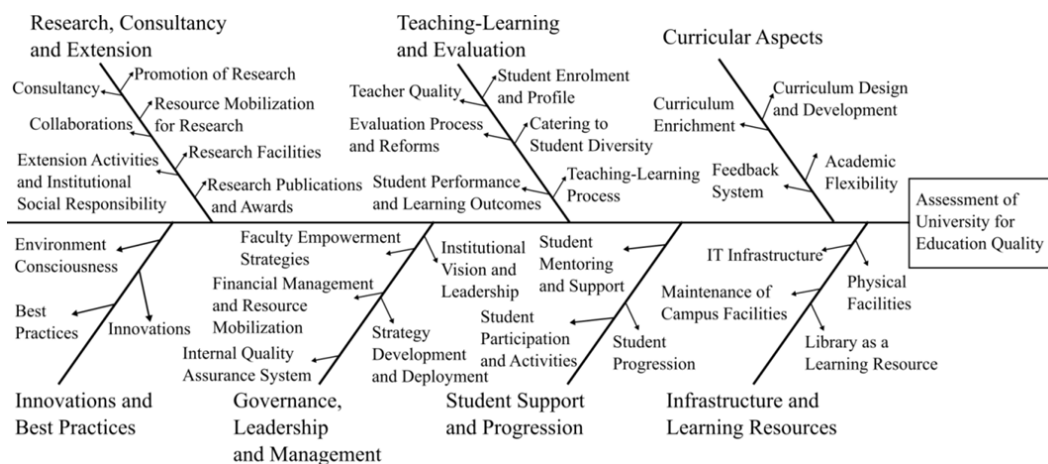 Research, Consultancy
and Extension
Promotion of Research
Consultancy
Resource Mobilization
for Research
Collaborations
Research Facilities
Extension Activities
and Institutional
Social Responsibility
Research Publications
and Awards
Teaching-Learning
and Evaluation
Student Enrolment
and Profile
Teacher Quality
Evaluation Process
and Reforms
Catering to
Student Diversity
Student Performance
and Learning Outcomes
Teaching-Learning
Process
Curricular Aspects
Curriculum Design
and Development
Curriculum
Enrichment
Academic
Flexibility
Feedback
System
Assessment of
University for
Education Quality
Environment
Consciousness
Best
Practices
Innovations
Innovations and
Best Practices
Faculty Empowerment
Strategies
Institutional
Vision and
Leadership
Financial Management
and Resource
Mobilization
Strategy
Development
and Deployment
Internal Quality
Assurance System
Governance,
Leadership
and Management
Student
Mentoring
and Support
Student
Participation
and Activities
Student
Progression
Student Support
and Progression
IT Infrastructure
Physical
Facilities
Maintenance of
Campus Facilities
Library as a
Learning Resource
Infrastructure and
Learning Resources